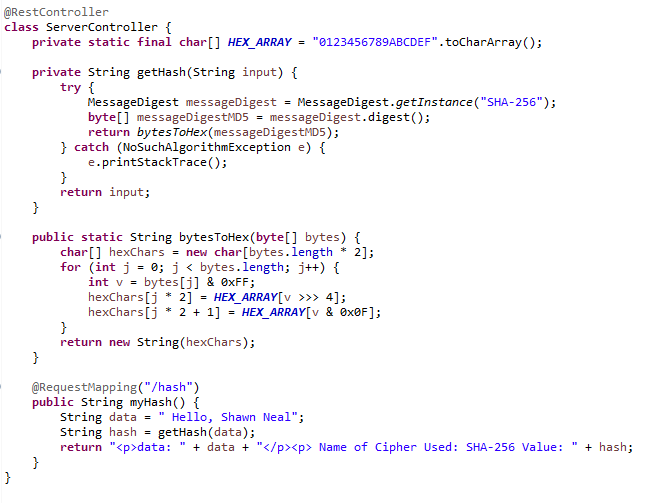 @RestController
class ServerController {
    private static final char[] HEX_ARRAY = "0123456789ABCDEF".toCharArray();

    private String getHash(String input) {
        try {
            MessageDigest messageDigest = MessageDigest.getInstance("SHA-256");
            byte[] messageDigestMD5 = messageDigest.digest();
            return bytesToHex(messageDigestMD5);
        } catch (NoSuchAlgorithmException e) {
            e.printStackTrace();
        }
        return input;
    }

    public static String bytesToHex(byte[] bytes) {
        char[] hexChars = new char[bytes.length * 2];
        for (int j = 0; j < bytes.length; j++) {
            int v = bytes[j] & 0xFF;
            hexChars[j * 2] = HEX_ARRAY[v >>> 4];
            hexChars[j * 2 + 1] = HEX_ARRAY[v & 0x0F];
        }
        return new String(hexChars);
    }

    @RequestMapping("/hash")
    public String myHash() {
        String data = " Hello, Shawn Neal";
        String hash = getHash(data);
        return "<p>data: " + data + "</p><p> Name of Cipher Used: SHA-256 Value: " + hash;
    }
}